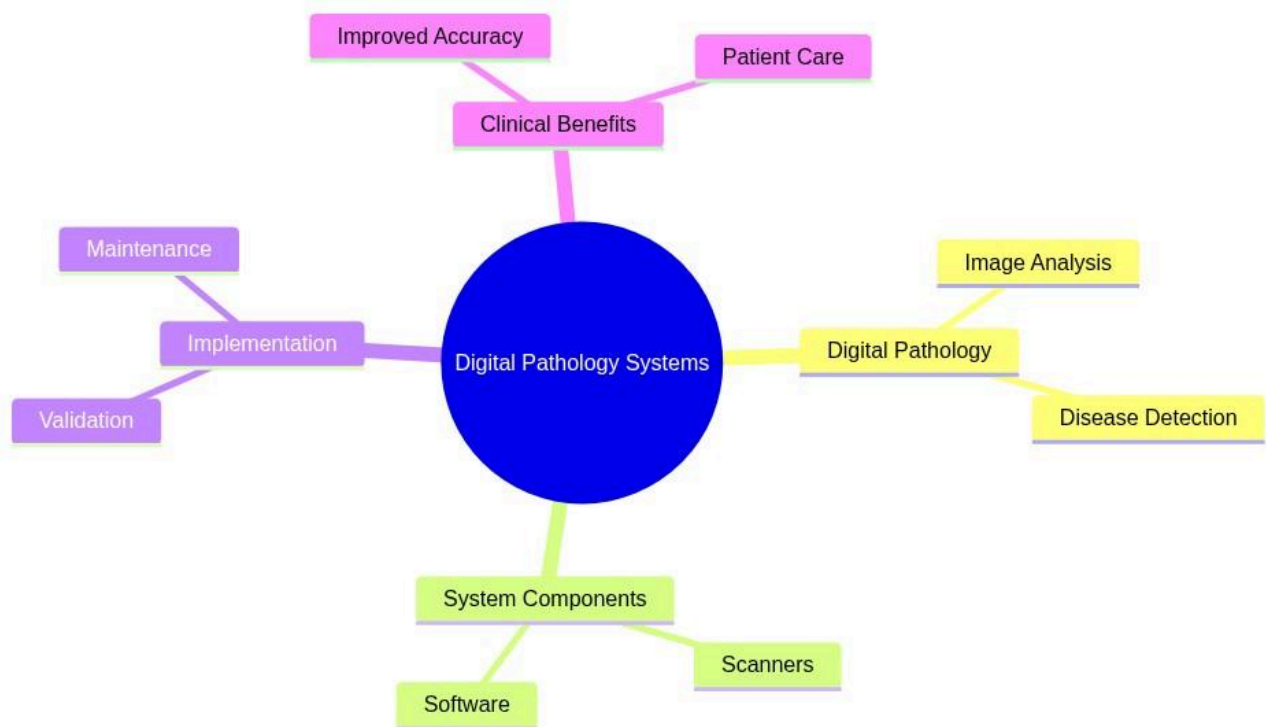 Improved Accuracy
Patient Care
Clinical Benefits
Maintenance
Image Analysis
Implementation
Digital Pathology Systems
Digital Pathology
Validation
Disease Detection
System Components
Scanners
Software